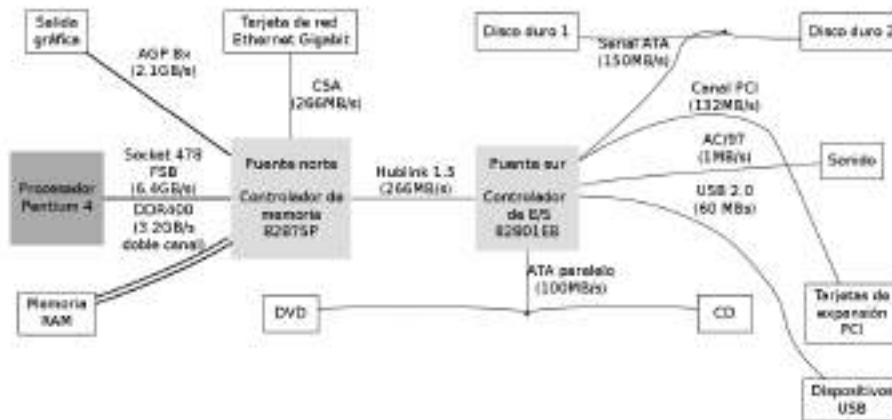 Salida
gráfica
Tarjeta de red
Ethernet Gigabit
Disco duro 1
Disco duro 2
Serial ATA
(150MB/s)
AGP 8x
(2.1GB/s)
CSA
(266MB/s)
Canal PCI
(132MB/s)
Procesador
Pentium 4
Socket 478
FSB
(6.4GB/s)
DDR400
(3.2GB/s
doble canal)
Puente norte
Controlador de
memoria
82875P
Hublink 1.5
(266MB/s)
Puente sur
Controlador
de E/S
82801EB
AC/97
(1MB/s)
Sonido
USB 2.0
(60 MBs)
ATA paralelo
(100MB/s)
Memoria
RAM
DVD
CD
Tarjetas de
expansión
PCI
Dispositivos
USB